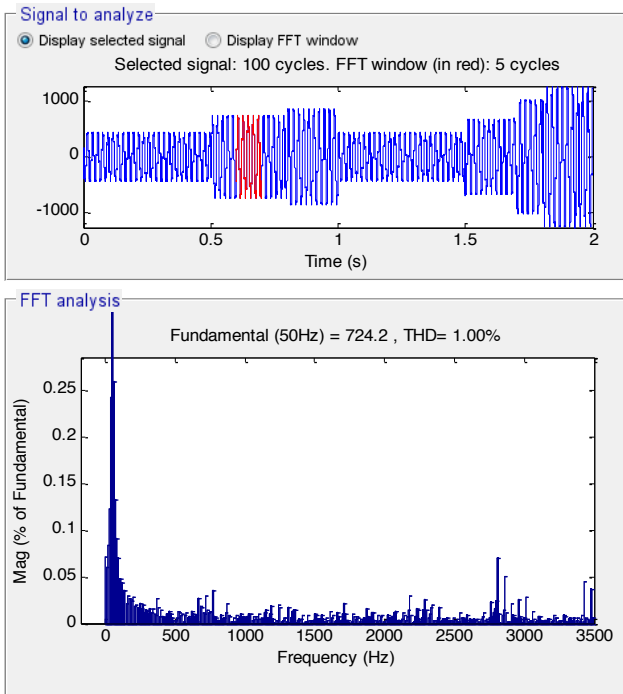 Signal to analyze
Display selected signal Display FFT window
Selected signal: 100 cycles. FFT window (in red): 5 cycles
1000
0
-1000
0 0.5 1 1.5 2
Time (s)
FFT analysis
Fundamental (50Hz) = 724.2 , THD= 1.00%
0.25
0.2
0.15
0.1
0.05
0
Mag (% of Fundamental)
0 500 1000 1500 2000 2500 3000 3500
Frequency (Hz)